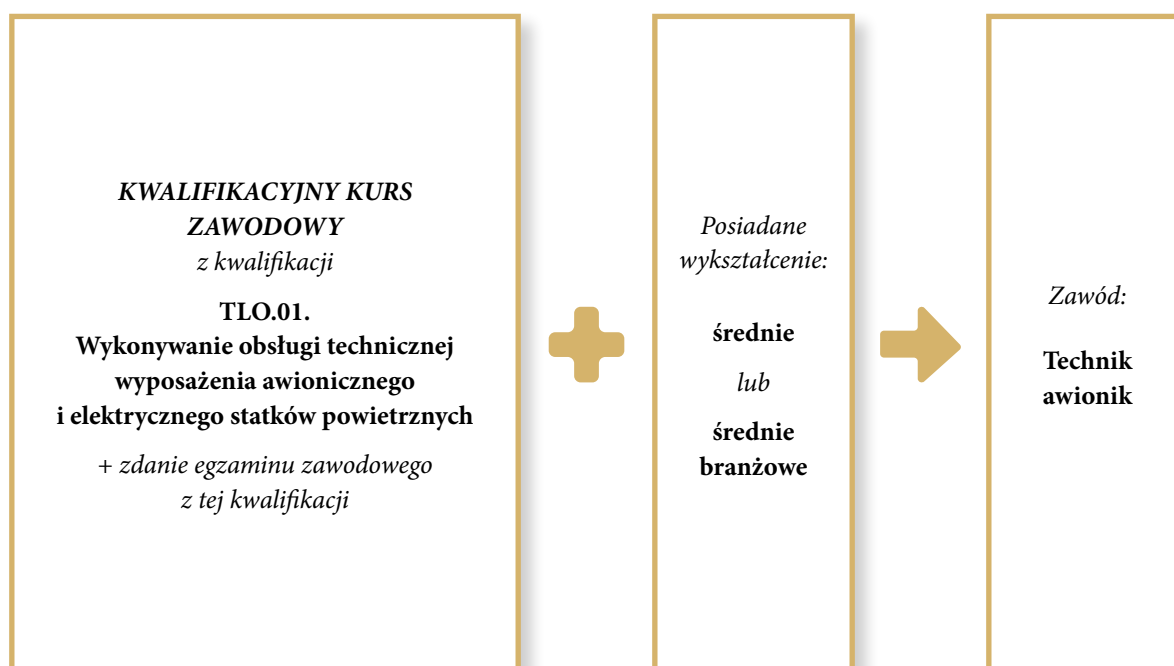 KWALIFIKACYJNY KURS
ZAWODOWY
z kwalifikacji
TLO.01.
Wykonywanie obsługi technicznej
wyposażenia awionicznego
i elektrycznego statków powietrznych
+ zdanie egzaminu zawodowego
z tej kwalifikacji
Posiadane
wykształcenie:
średnie
lub
średnie
branżowe
Zawód:
Technik
awionik